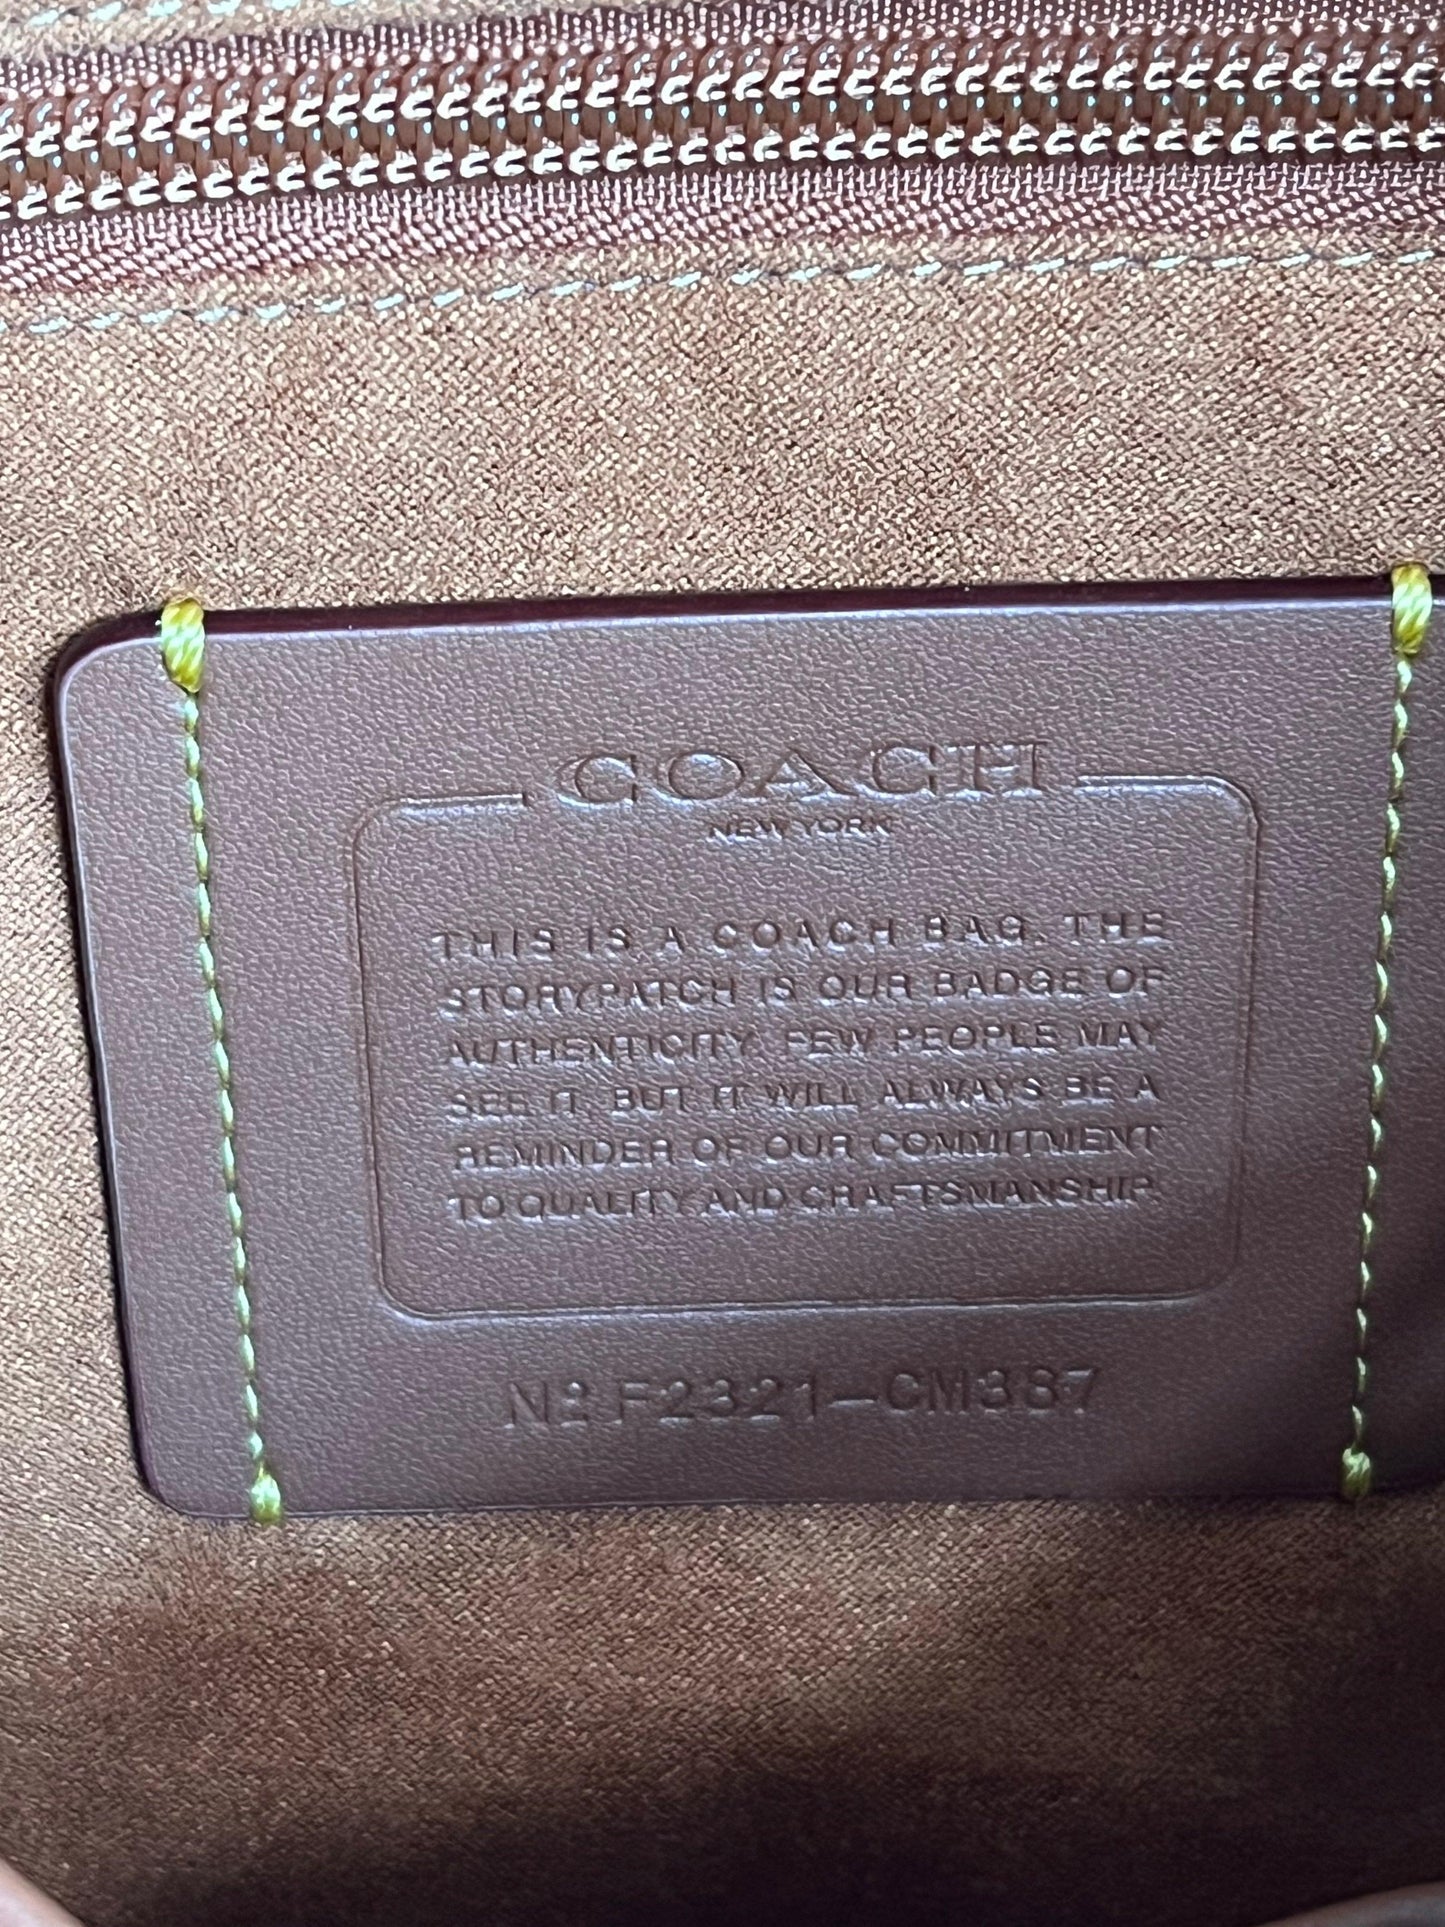 COACH
NEW YORK
THIS IS A COACH BAG. THE
STORYPATCH IS OUR BADGE OF
AUTHENTICITY. FEW PEOPLE MAY
SEE IT, BUT IT WILL ALWAYS BE A
REMINDER OF OUR COMMITMENT
TO QUALITY AND CRAFTSMANSHIP.
Nº F2321-CM387